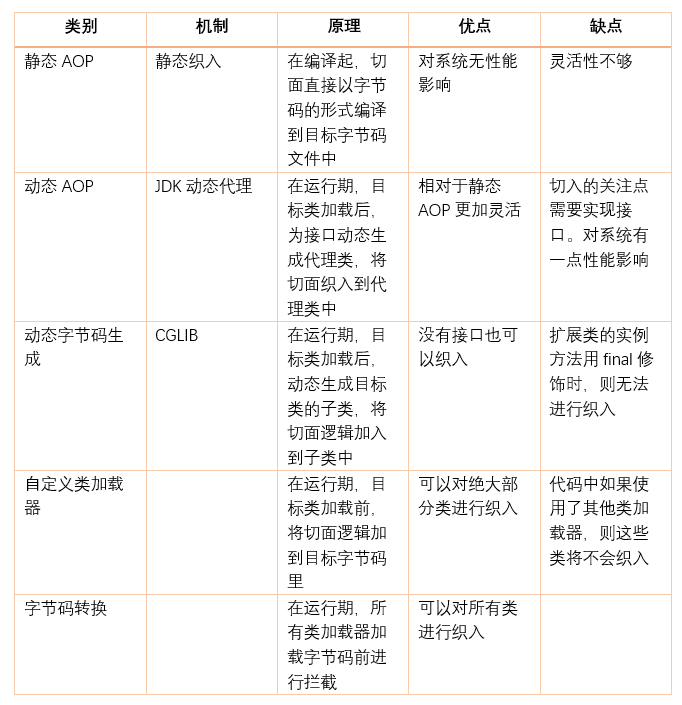 类别 机制 原理 优点 缺点
静态 AOP 静态织入 在编译起，切 对系统无性能 灵活性不够
面直接以字节 影响
码的形式编译
到目标字节码
文件中
动态 AOP JDK 动态代理 在运行期，目 相对于静态 切入的关注点
标类加载后， AOP 更加灵活 需要实现接
为接口动态生 口。对系统有
成代理类，将 一点性能影响
切面织入到代
理类中
动态字节码生 CGLIB 在运行期，目 没有接口也可 扩展类的实例
成 标类加载后， 以织入 方法用 final 修
动态生成目标 饰时，则无法
类的子类，将 进行织入
切面逻辑加入
到子类中
自定义类加载 在运行期，目 可以对绝大部 代码中如果使
器 标类加载前， 分类进行织入 用了其他类加
将切面逻辑加 载器，则这些
到目标字节码 类将不会织入
里
字节码转换 在运行期，所 可以对所有类
有类加载器加 进行织入
载字节码前进
行拦截